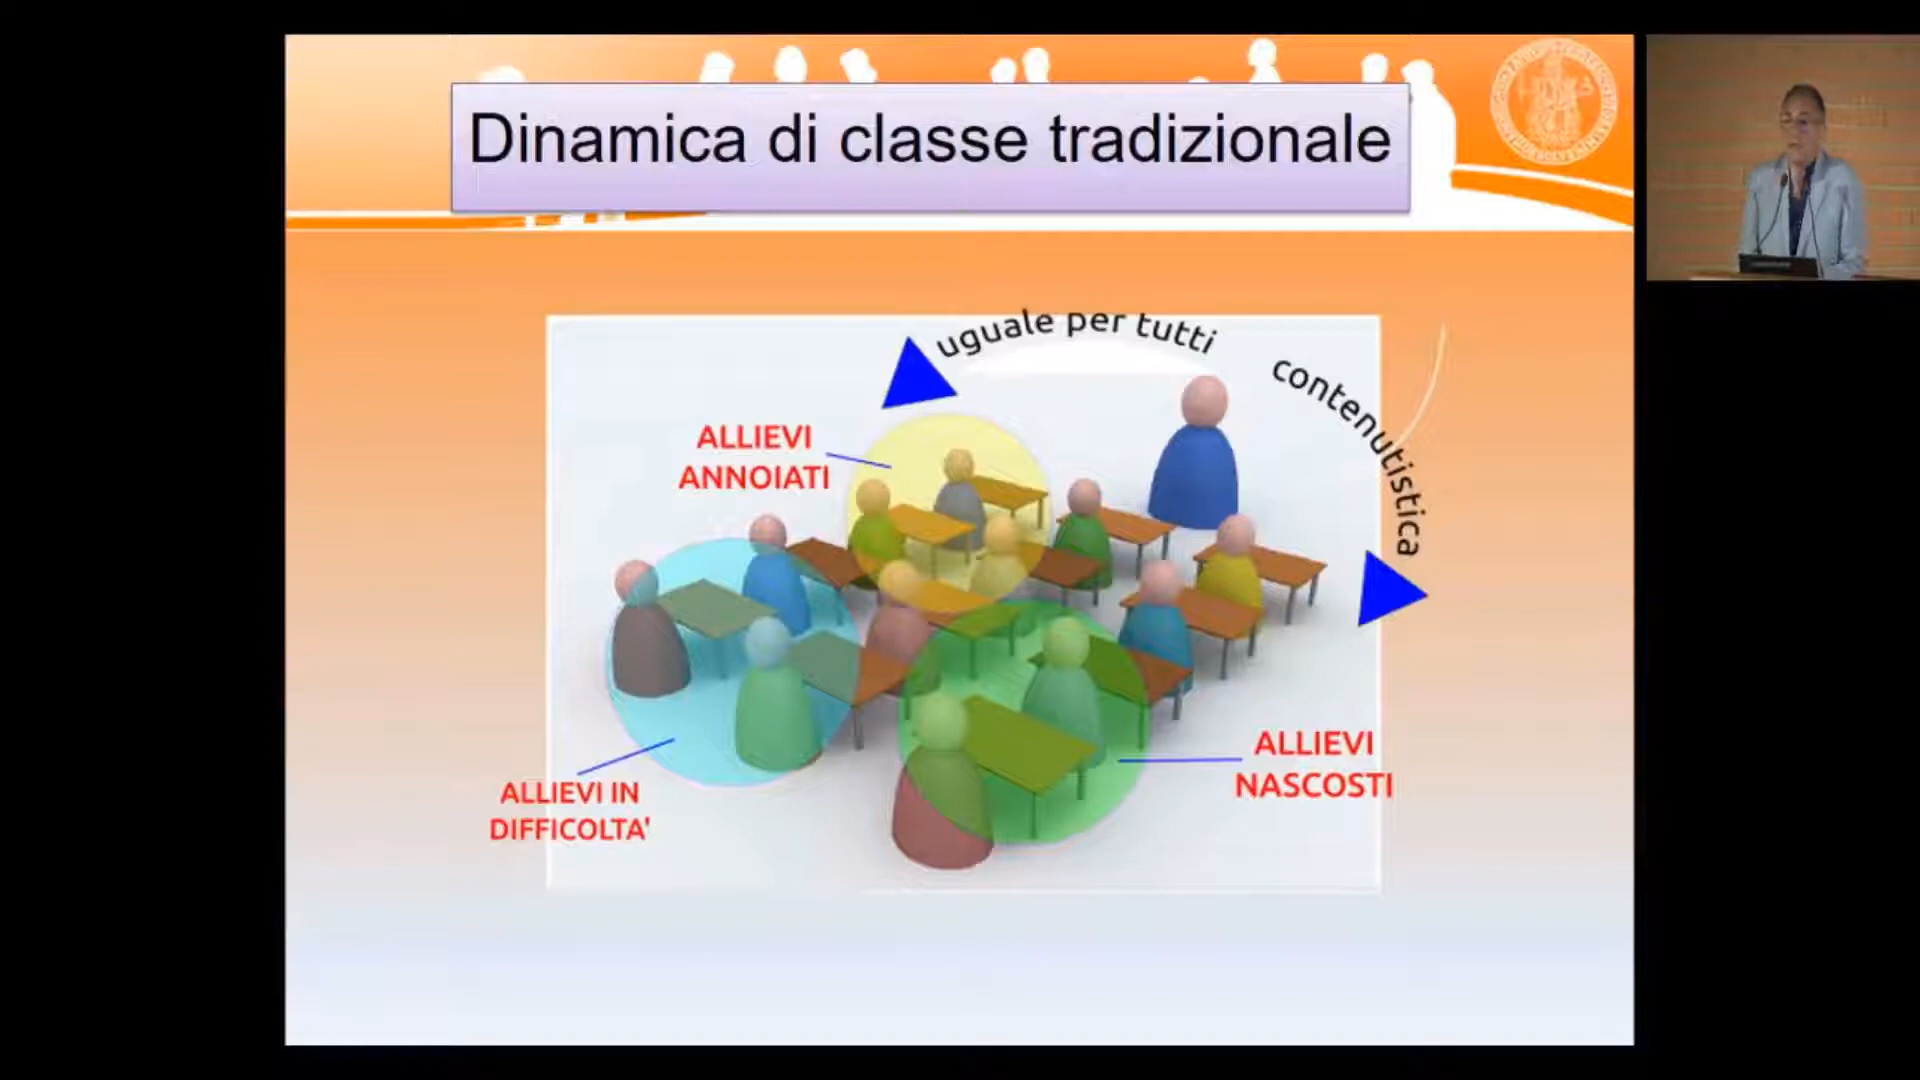 Dinamica di classe tradizionale
uguale per tutti
contenutistica
ALLIEVI
ANNOIATI
ALLIEVI IN
DIFFICOLTA'
ALLIEVI
NASCOSTI